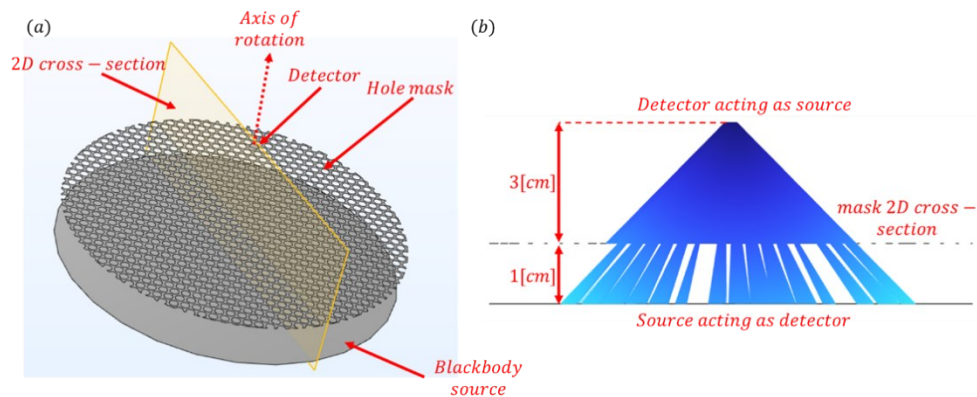 (a)
Axis of
rotation
2D cross − section
Detector
Hole mask
Blackbody
source
(b)
Detector acting as source
3[cm]
mask 2D cross −
section
1[cm]
Source acting as detector